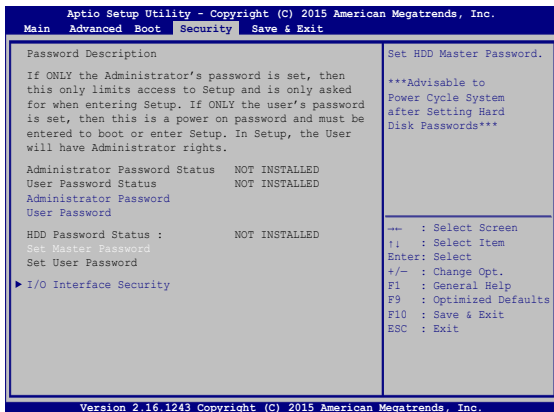 Aptio Setup Utility - Copyright (C) 2015 American Megatrends, Inc.
Main Advanced Boot Security Save & Exit
Password Description
If ONLY the Administrator's password is set, then
this only limits access to Setup and is only asked
for when entering Setup. If ONLY the user's password
is set, then this is a power on password and must be
entered to boot or enter Setup. In Setup, the User
will have Administrator rights.
Administrator Password Status NOT INSTALLED
User Password Status NOT INSTALLED
Administrator Password
User Password
HDD Password Status : NOT INSTALLED
Set Master Password
Set User Password
▶ I/O Interface Security
Set HDD Master Password.
***Advisable to
Power Cycle System
after Setting Hard
Disk Passwords***
→← : Select Screen
↑↓ : Select Item
Enter: Select
+/— : Change Opt.
F1 : General Help
F9 : Optimized Defaults
F10 : Save & Exit
ESC : Exit
Version 2.16.1243 Copyright (C) 2015 American Megatrends, Inc.